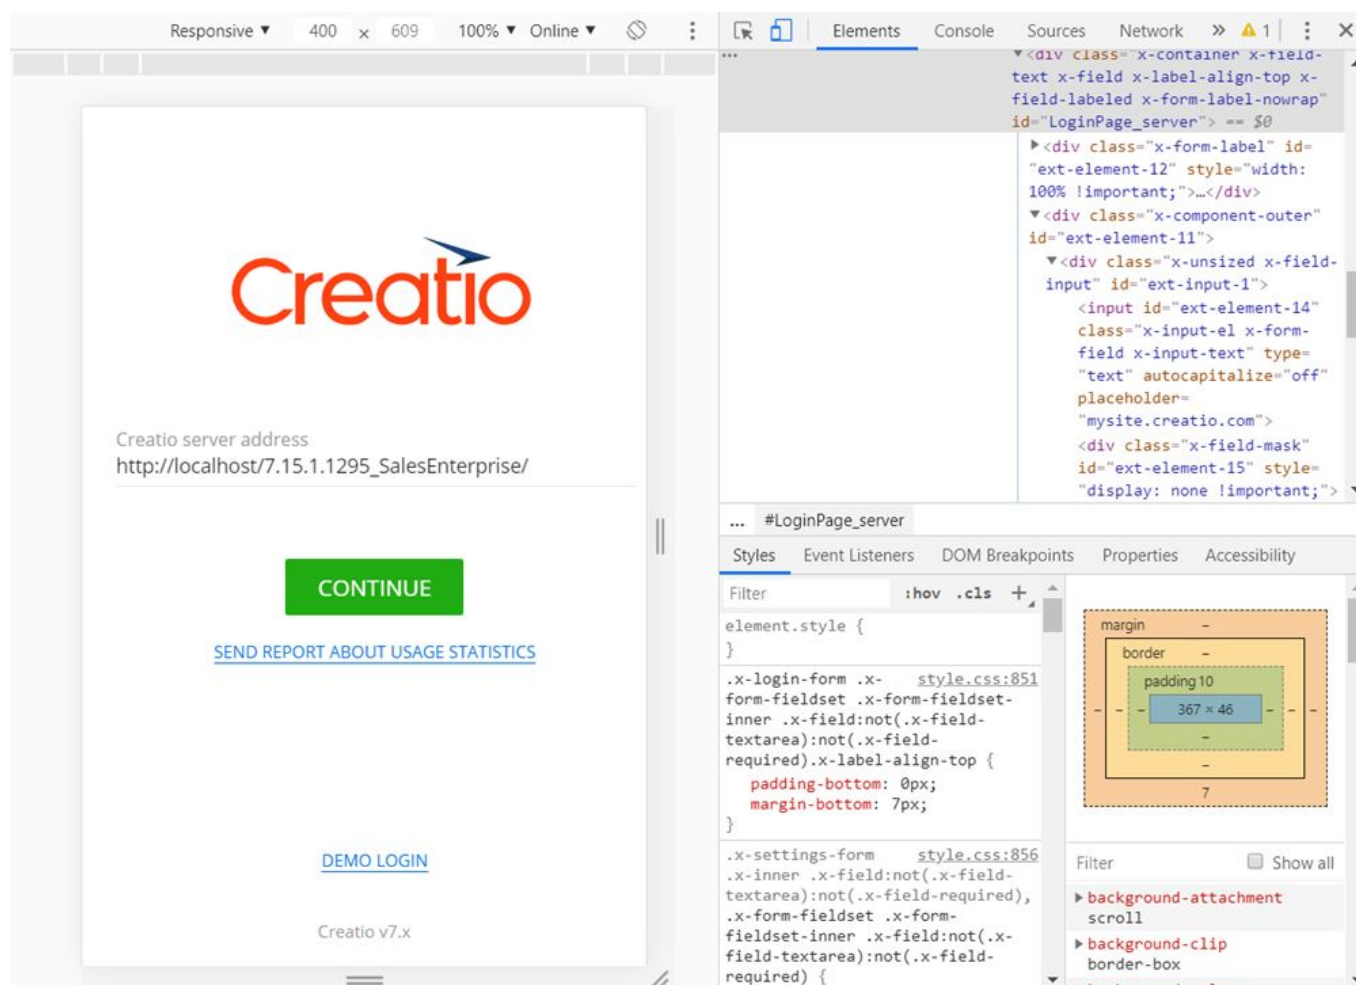 Responsive ▼ 400 x 609 100% ▼ Online ▼
Creatio
Creatio server address
http://localhost/7.15.1.1295_SalesEnterprise/
CONTINUE
SEND REPORT ABOUT USAGE STATISTICS
DEMO LOGIN
Creatio v7.x
Elements Console Sources Network » 1
...
▼<div class="x-container x-field-
text x-field x-label-align-top x-
field-labeled x-form-label-nowrap"
id="LoginPage_server"> == $0
▶<div class="x-form-label" id=
"ext-element-12" style="width:
100% !important;">…</div>
▼<div class="x-component-outer"
id="ext-element-11">
▼<div class="x-unsized x-field-
input" id="ext-input-1">
<input id="ext-element-14"
class="x-input-el x-form-
field x-input-text" type=
"text" autocapitalize="off"
placeholder=
"mysite.creatio.com">
<div class="x-field-mask"
id="ext-element-15" style=
"display: none !important;">
... #LoginPage_server
Styles Event Listeners DOM Breakpoints Properties Accessibility
Filter :hov .cls +
element.style {
}
.x-login-form .x- style.css:851
form-fieldset .x-form-fieldset-
inner .x-field:not(.x-field-
textarea):not(.x-field-
required).x-label-align-top {
padding-bottom: 0px;
margin-bottom: 7px;
}
.x-settings-form style.css:856
.x-inner .x-field:not(.x-field-
textarea):not(.x-field-required),
.x-form-fieldset .x-form-
fieldset-inner .x-field:not(.x-
field-textarea):not(.x-field-
required) {
margin –
border –
padding 10
– – – 367 × 46 – – –
–
–
7
Filter Show all
▶ background-attachment
scroll
▶ background-clip
border-box